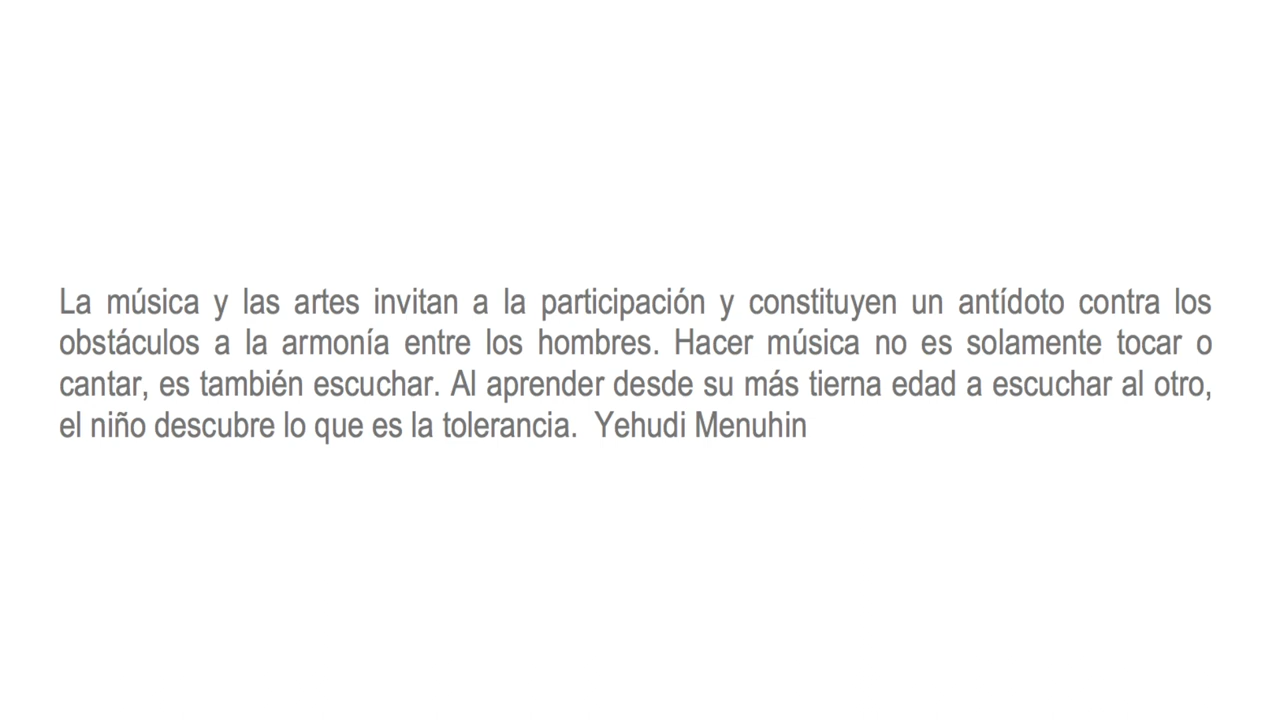 La música y las artes invitan a la participación y constituyen un antídoto contra los
obstáculos a la armonía entre los hombres. Hacer música no es solamente tocar o
cantar, es también escuchar. Al aprender desde su más tierna edad a escuchar al otro,
el niño descubre lo que es la tolerancia.  Yehudi Menuhin